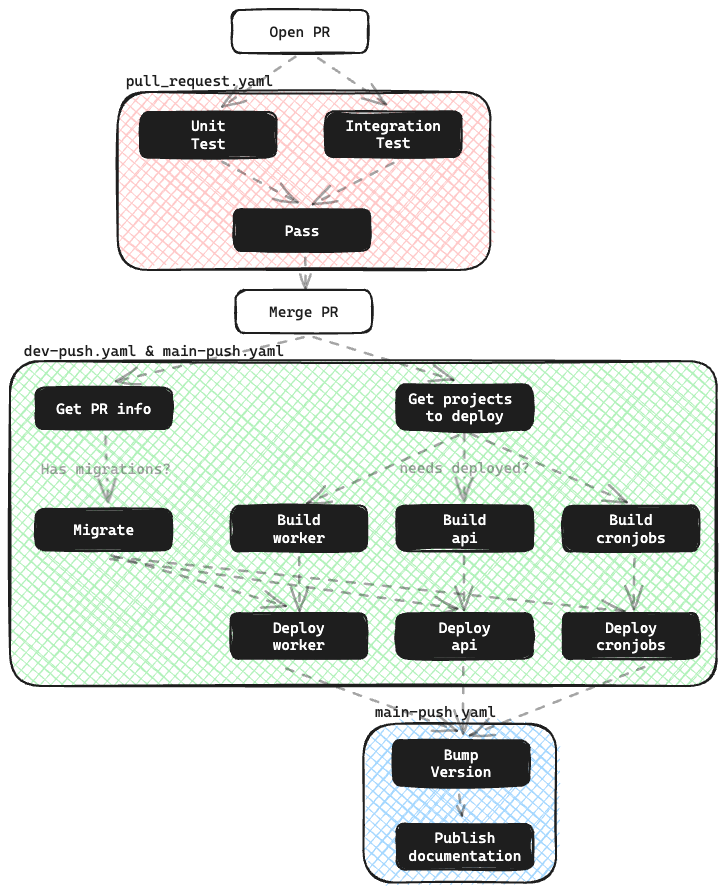 Open PR
pull_request.yaml
Unit
Test
Integration
Test
Pass
Merge PR
dev-push.yaml & main-push.yaml
Get PR info
Get projects
to deploy
Has migrations?
needs deployed?
Migrate
Build
worker
Build
api
Build
cronjobs
Deploy
worker
Deploy
api
Deploy
cronjobs
main-push.yaml
Bump
Version
Publish
documentation